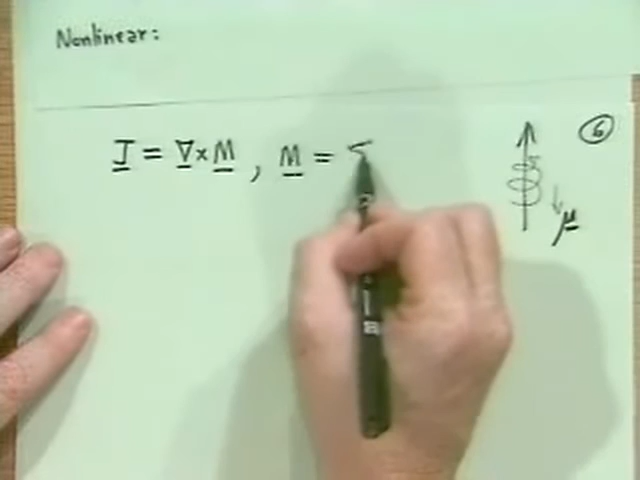 Nonlinear:
6
J = ∇ × M , M = Σ
μ